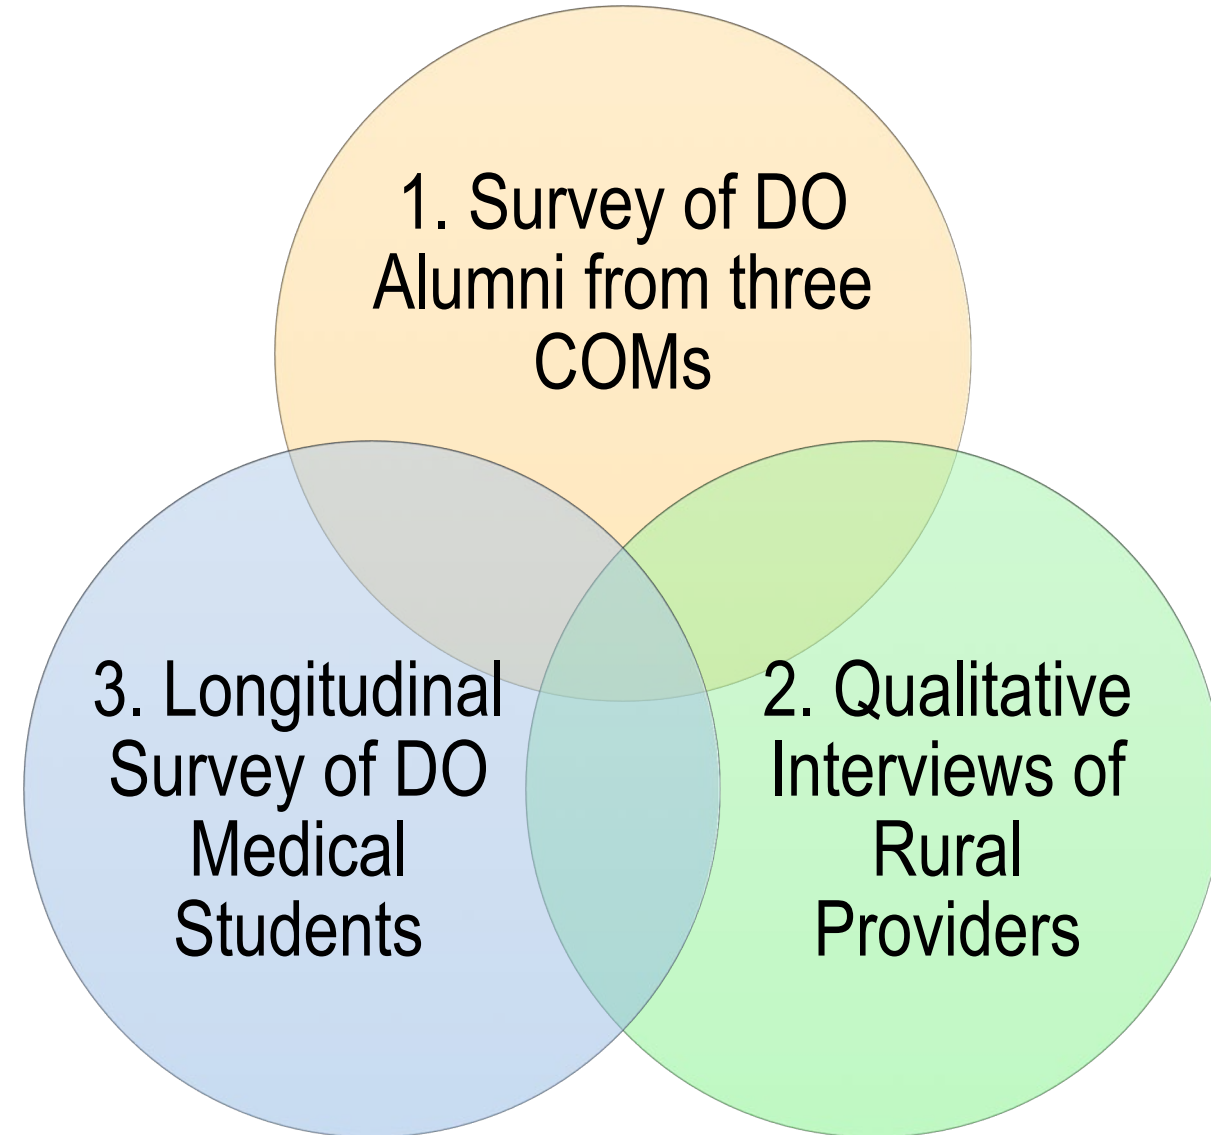 1. Survey of DO
Alumni from three
COMs
2. Qualitative
Interviews of
Rural
Providers
3. Longitudinal
Survey of DO
Medical
Students